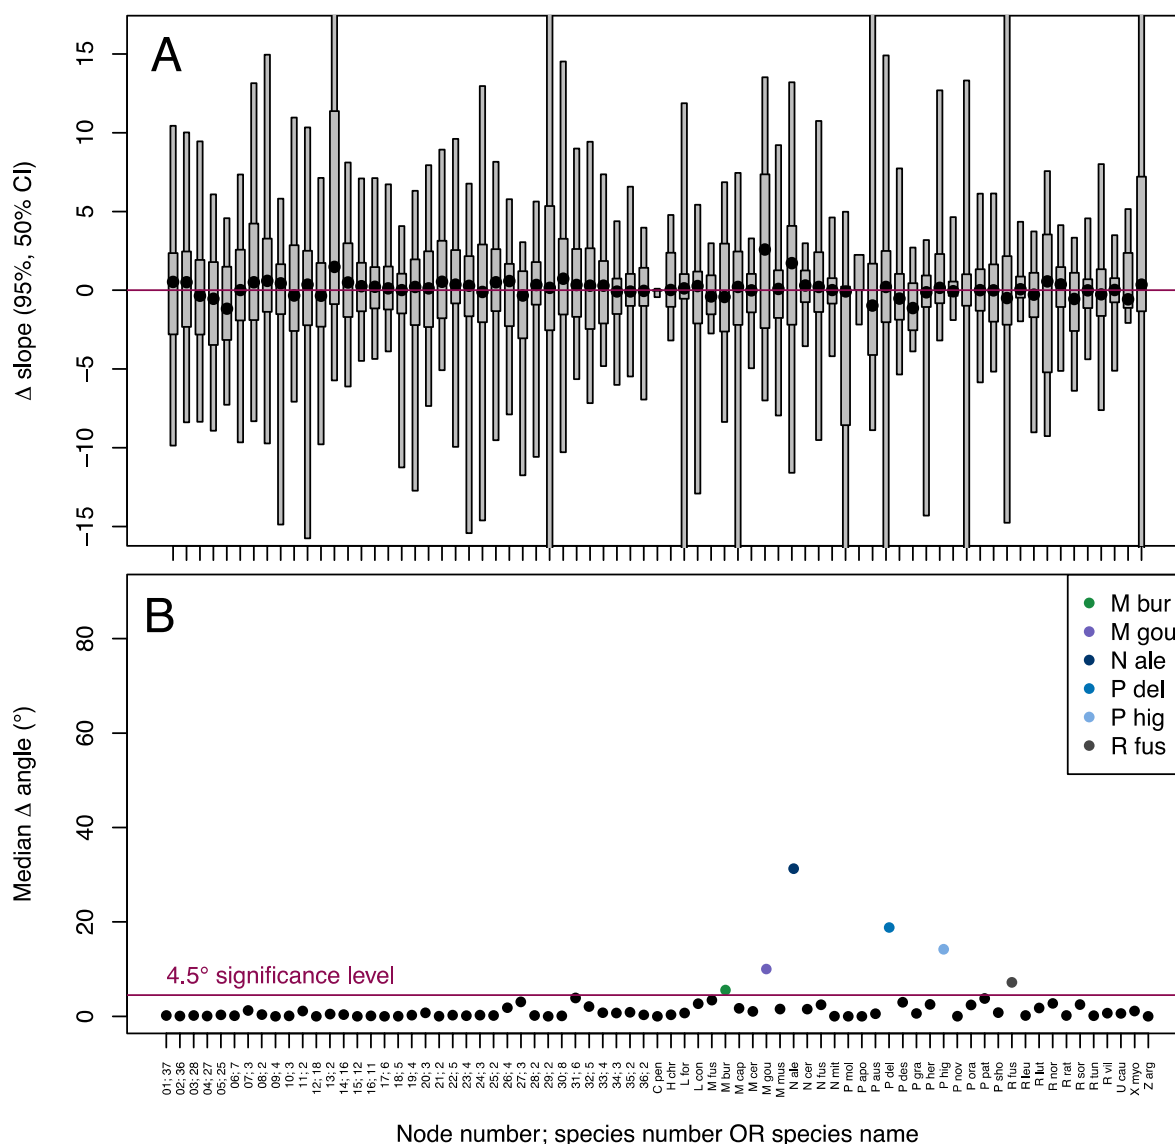 A
Δ slope (95%, 50% CI)
15
10
5
0
−5
−10
−15
B
Median Δ angle (°)
80
60
40
20
0
M bur
M gou
N ale
P del
P hig
R fus
4.5° significance level
01; 37
02; 36
03; 28
04; 27
05; 25
06; 7
07; 3
08; 2
09; 4
10; 3
11; 2
12; 18
13; 2
14; 16
15; 12
16; 11
17; 6
18; 5
19; 4
20; 3
21; 2
22; 5
23; 4
24; 3
25; 2
26; 4
27; 3
28; 2
29; 2
30; 8
31; 6
32; 5
33; 4
34; 3
35; 2
36; 2
C pen
H chr
L for
L con
M fus
M bur
M cap
M cer
M gou
M mus
N ale
N cer
N fus
N mit
P mol
P apo
P aus
P del
P des
P gra
P her
P hig
P nov
P ora
P pat
P sho
R fus
R leu
R lut
R nor
R rat
R sor
R tun
R vil
U cau
X myo
Z arg
Node number; species number OR species name